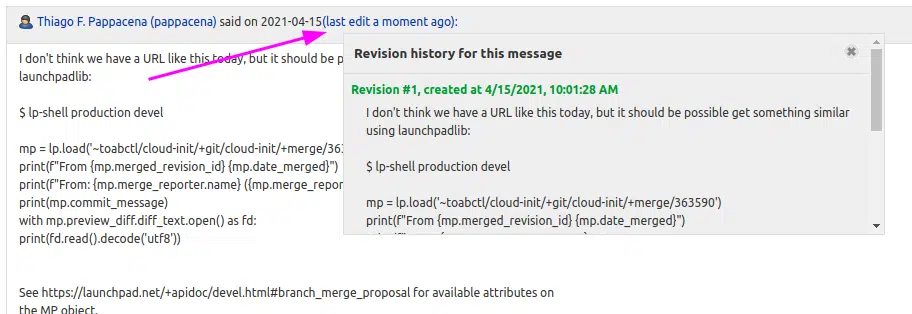 Thiago F. Pappacena (pappacena) said on 2021-04-15(last edit a moment ago):
I don't think we have a URL like this today, but it should be p
launchpadlib:
$ lp-shell production devel
mp = lp.load('~toabctl/cloud-init/+git/cloud-init/+merge/363
print(f"From {mp.merged_revision_id} {mp.date_merged}")
print(f"From: {mp.merge_reporter.name} ({mp.merge_repor
print(mp.commit_message)
with mp.preview_diff.diff_text.open() as fd:
print(fd.read().decode('utf8'))
See https://launchpad.net/+apidoc/devel.html#branch_merge_proposal for available attributes on
the MP object.
Revision history for this message
Revision #1, created at 4/15/2021, 10:01:28 AM
I don't think we have a URL like this today, but it should be possible get something similar
using launchpadlib:
$ lp-shell production devel
mp = lp.load('~toabctl/cloud-init/+git/cloud-init/+merge/363590')
print(f"From {mp.merged_revision_id} {mp.date_merged}")